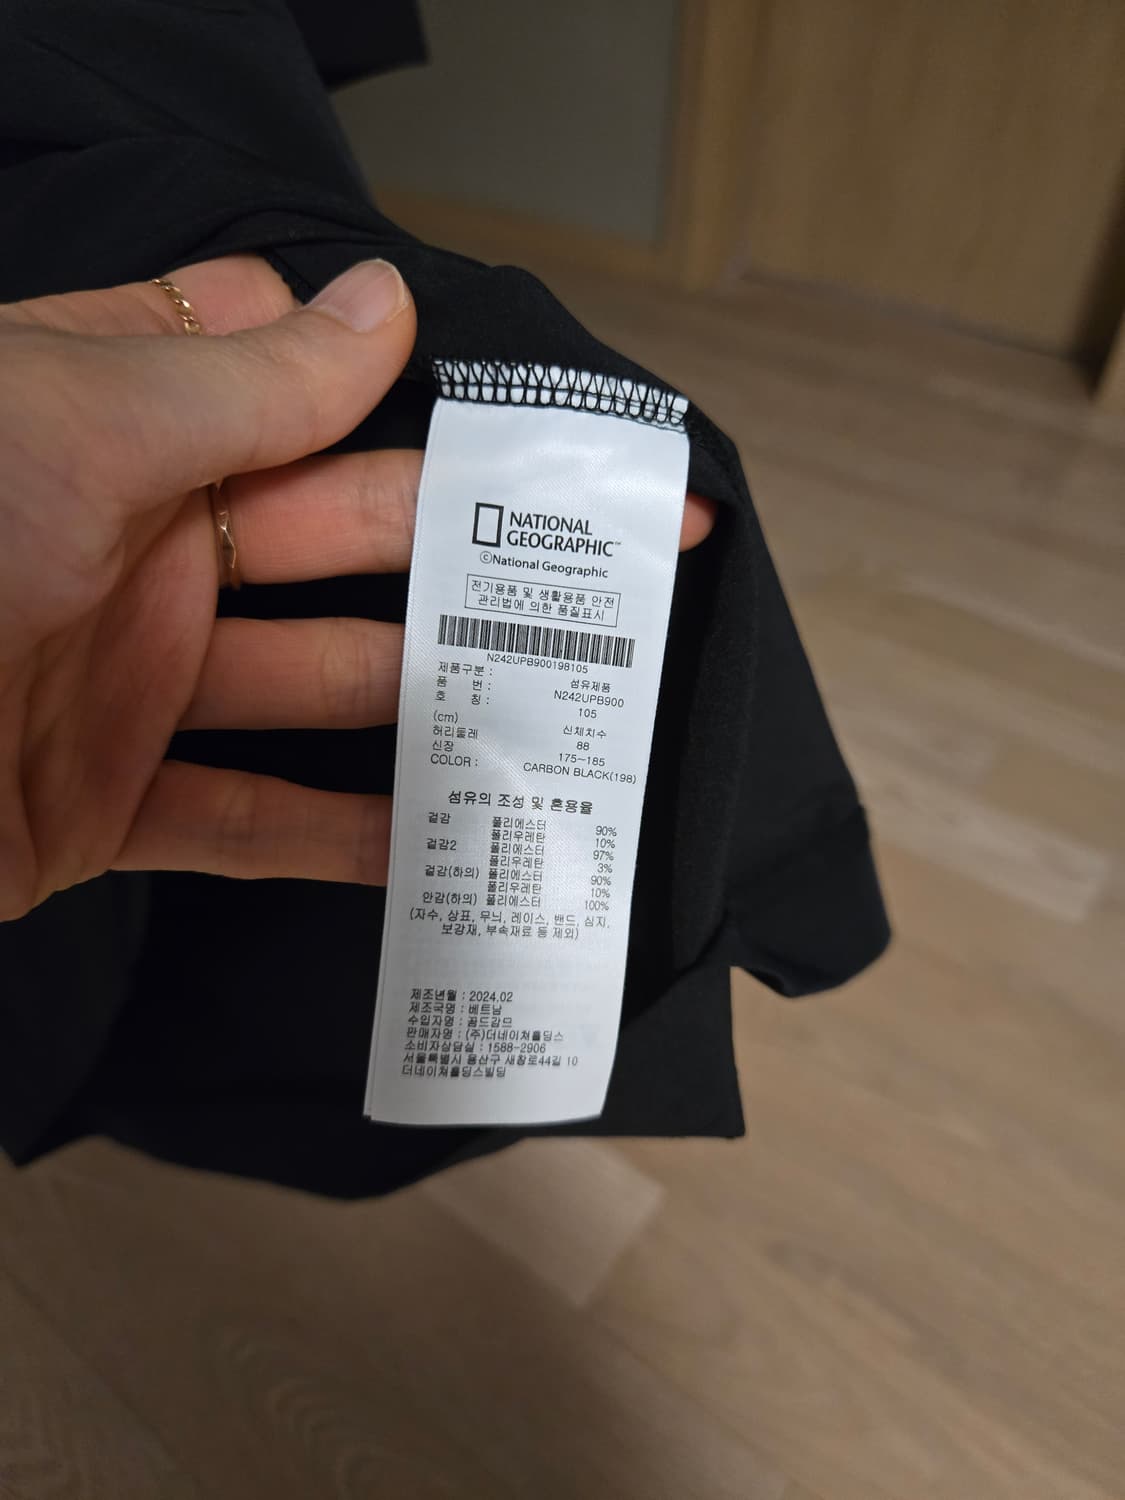 NATIONAL
GEOGRAPHIC™
ⒸNational Geographic
전기용품 및 생활용품 안전
관리법에 의한 품질표시
N242UPB900198105
제품구분 : 섬유제품
품 번 : N242UPB900
호 칭 : 105
(cm) 신체치수
허리둘레 88
신장 175~185
COLOR : CARBON BLACK(198)
섬유의 조성 및 혼용율
겉감 폴리에스터 90%
폴리우레탄 10%
겉감2 폴리에스터 97%
폴리우레탄 3%
겉감(하의) 폴리에스터 90%
폴리우레탄 10%
안감(하의) 폴리에스터 100%
(자수, 상표, 무늬, 레이스, 밴드, 심지,
보강재, 부속재료 등 제외)
제조년월 : 2024.02
제조국명 : 베트남
수입자명 : 꼼드감므
판매자명 : (주)더네이쳐홀딩스
소비자상담실 : 1588-2906
서울특별시 용산구 새창로44길 10
더네이쳐홀딩스빌딩